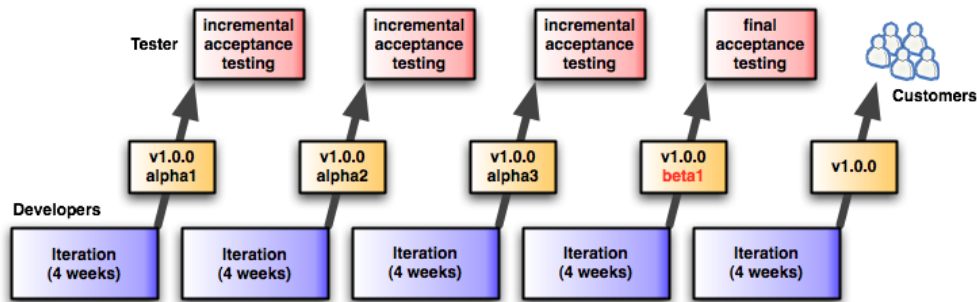 Tester
incremental
acceptance
testing
incremental
acceptance
testing
incremental
acceptance
testing
final
acceptance
testing
Customers
v1.0.0
alpha1
v1.0.0
alpha2
v1.0.0
alpha3
v1.0.0
beta1
v1.0.0
Developers
Iteration
(4 weeks)
Iteration
(4 weeks)
Iteration
(4 weeks)
Iteration
(4 weeks)
Iteration
(4 weeks)